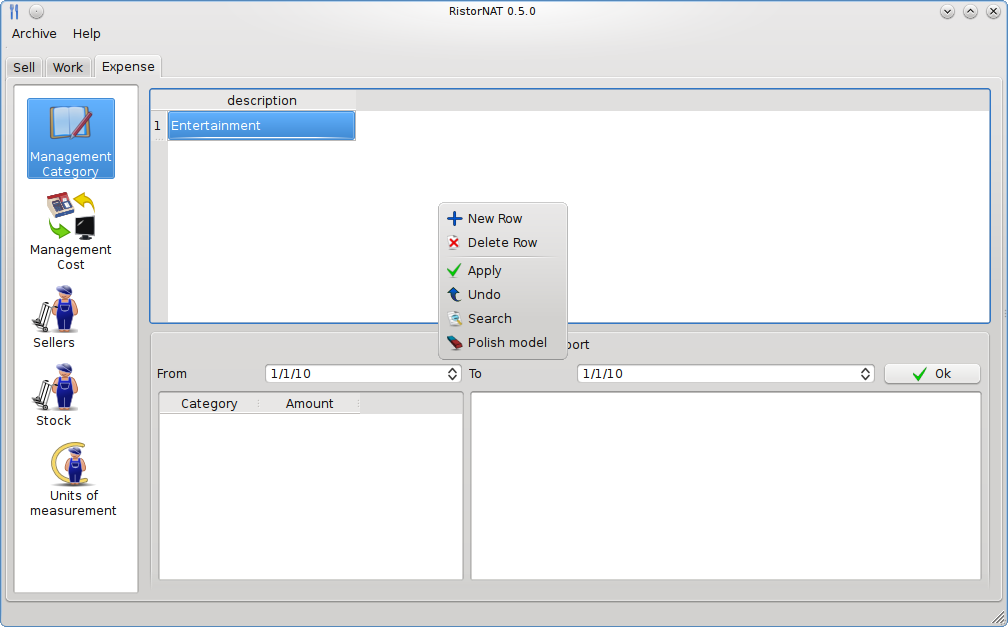 RistorNAT 0.5.0
Archive Help
Sell Work Expense
Management
Category
Management
Cost
Sellers
Stock
Units of
measurement
description
1 Entertainment
New Row
Delete Row
Apply
Undo
Search
Polish model
From 1/1/10 To 1/1/10 Ok
Category Amount